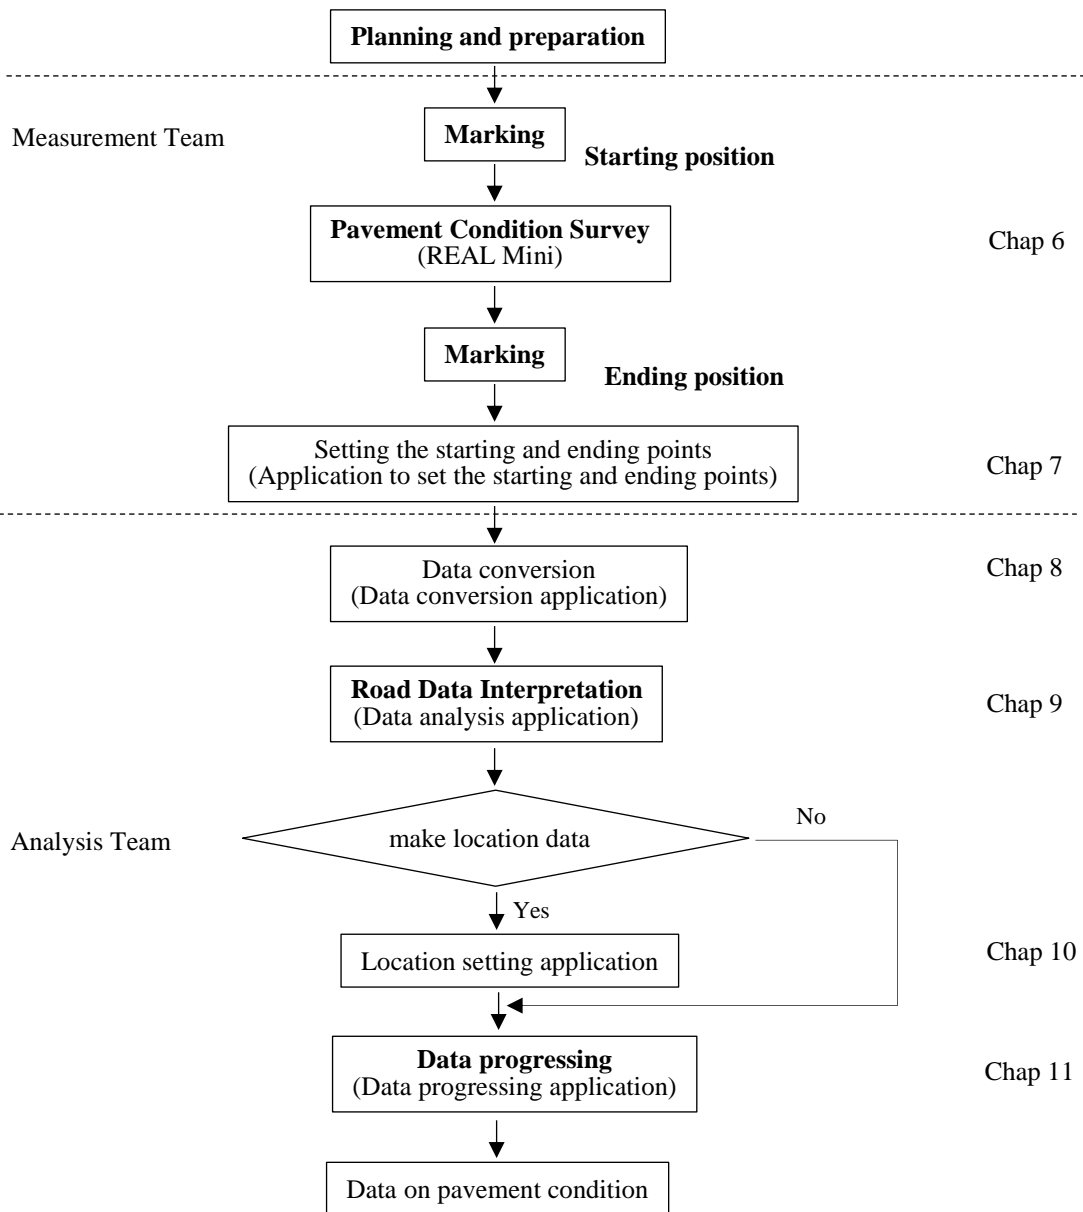 Planning and preparation
Measurement Team
Marking
Starting position
Pavement Condition Survey
(REAL Mini)
Chap 6
Marking
Ending position
Setting the starting and ending points
(Application to set the starting and ending points)
Chap 7
Data conversion
(Data conversion application)
Chap 8
Road Data Interpretation
(Data analysis application)
Chap 9
Analysis Team
make location data
No
Yes
Location setting application
Chap 10
Data progressing
(Data progressing application)
Chap 11
Data on pavement condition